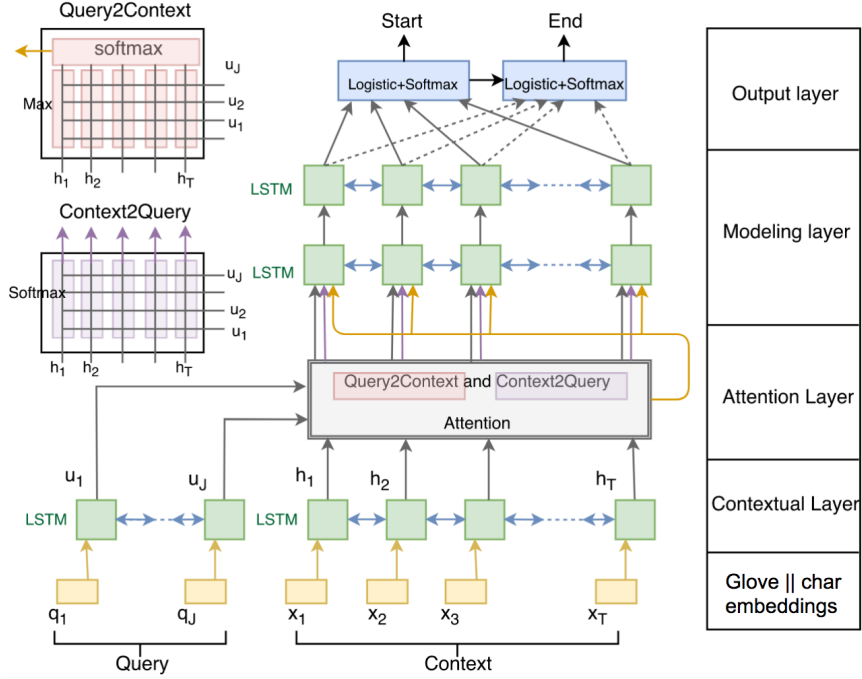 Query2Context
softmax
Max
u_J
u_2
u_1
h_1 h_2 h_T
Context2Query
Softmax
u_J
u_2
u_1
h_1 h_2 h_T
Start End
Logistic+Softmax Logistic+Softmax
LSTM
LSTM
Query2Context and Context2Query
Attention
u_1 u_J h_1 h_2 h_T
LSTM LSTM
q_1 q_J x_1 x_2 x_3 x_T
Query Context
Output layer
Modeling layer
Attention Layer
Contextual Layer
Glove || char
embeddings